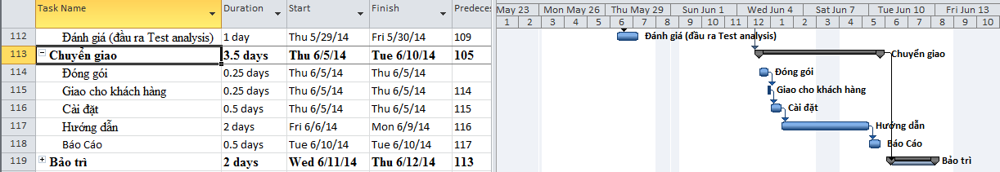 Task Name Duration Start Finish Predeces
112 Đánh giá (đầu ra Test analysis) 1 day Thu 5/29/14 Fri 5/30/14 109
113 Chuyển giao 3.5 days Thu 6/5/14 Tue 6/10/14 105
114 Đóng gói 0.25 days Thu 6/5/14 Thu 6/5/14
115 Giao cho khách hàng 0.25 days Thu 6/5/14 Thu 6/5/14 114
116 Cài đặt 0.5 days Thu 6/5/14 Thu 6/5/14 115
117 Hướng dẫn 2 days Fri 6/6/14 Mon 6/9/14 116
118 Báo Cáo 0.5 days Tue 6/10/14 Tue 6/10/14 117
119 Bảo trì 2 days Wed 6/11/14 Thu 6/12/14 113
May 23 Mon May 26 Thu May 29 Sun Jun 1 Wed Jun 4 Sat Jun 7 Tue Jun 10 Fri Jun 13
1 2 2 3 4 5 6 7 8 9 10 11 12 1 2 3 4 5 6 7 8 9 10
Đánh giá (đầu ra Test analysis)
Chuyển giao
Đóng gói
Giao cho khách hàng
Cài đặt
Hướng dẫn
Báo Cáo
Bảo trì